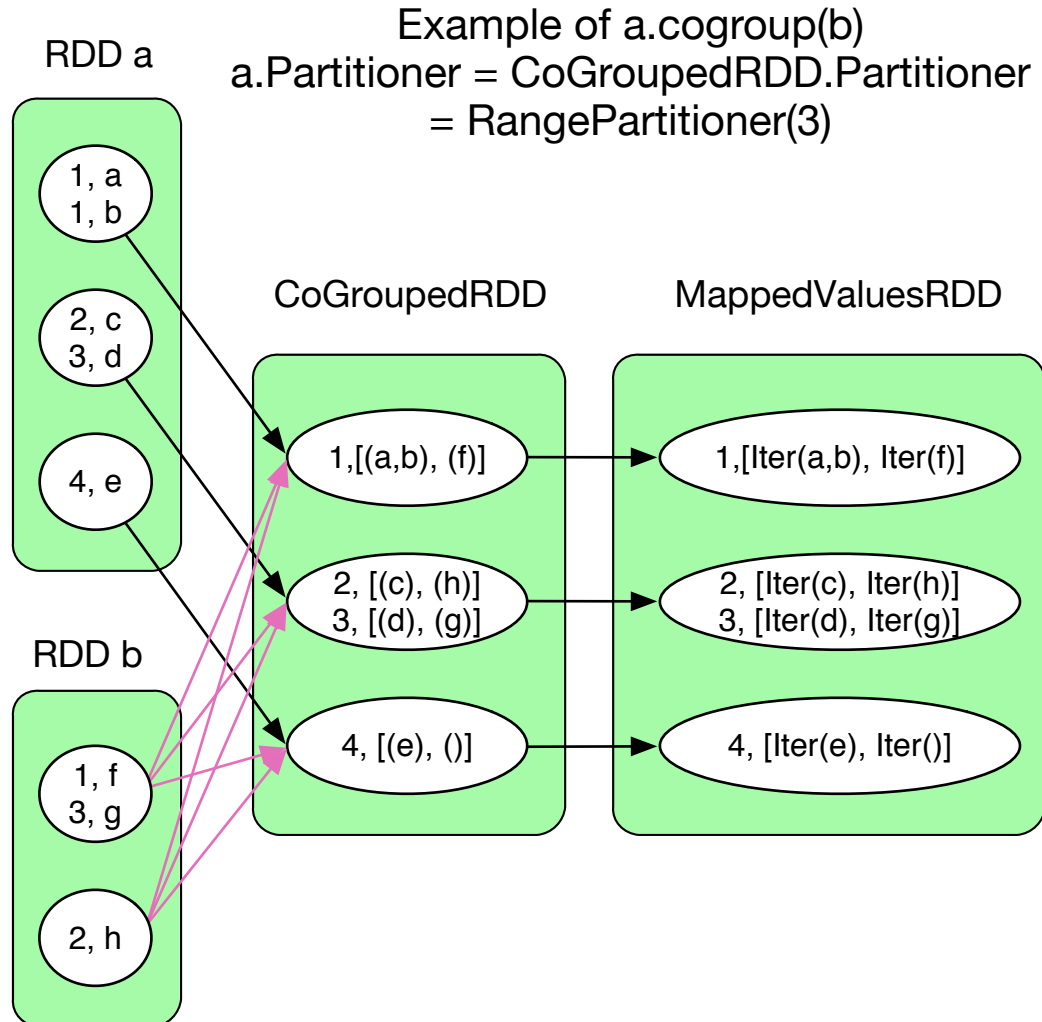 Example of a.cogroup(b)
a.Partitioner = CoGroupedRDD.Partitioner
= RangePartitioner(3)
RDD a
1, a
1, b
2, c
3, d
4, e
RDD b
1, f
3, g
2, h
CoGroupedRDD
1,[(a,b), (f)]
2, [(c), (h)]
3, [(d), (g)]
4, [(e), ()]
MappedValuesRDD
1,[Iter(a,b), Iter(f)]
2, [Iter(c), Iter(h)]
3, [Iter(d), Iter(g)]
4, [Iter(e), Iter()]